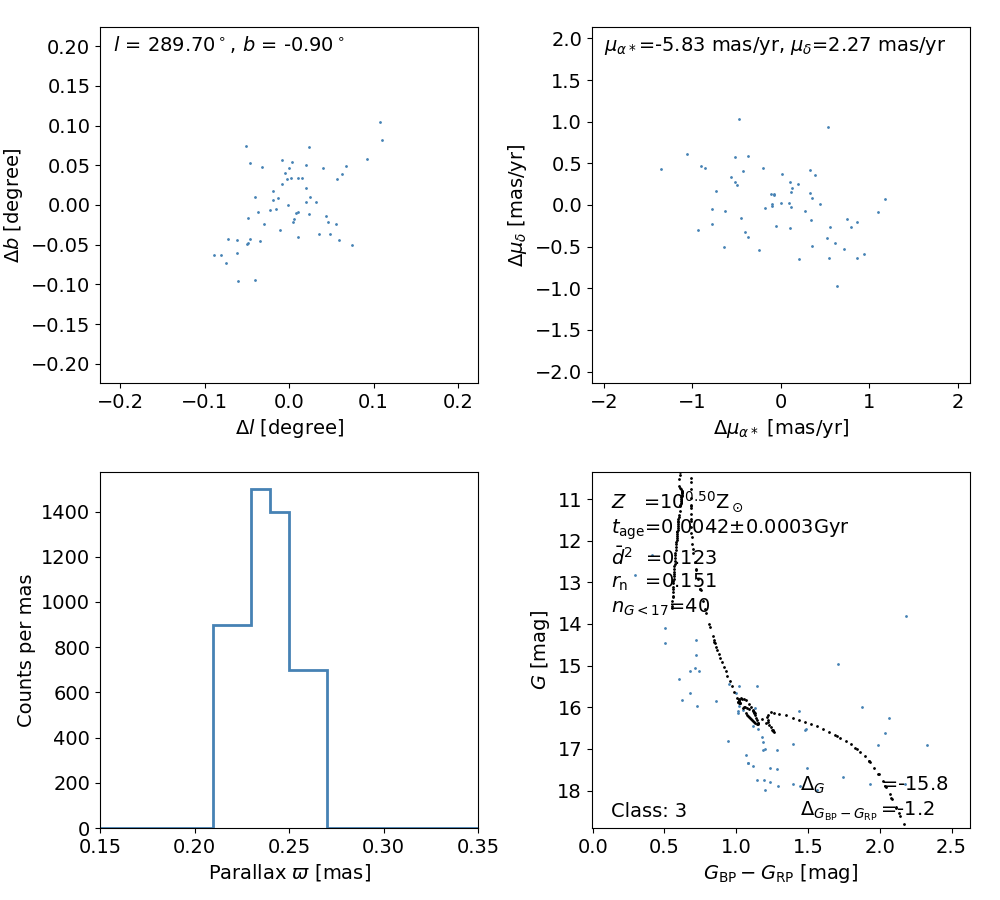 l = 289.70°, b = -0.90°
0.20
0.15
0.10
0.05
0.00
−0.05
−0.10
−0.15
−0.20
Δb [degree]
−0.2 −0.1 0.0 0.1 0.2
Δl [degree]
μα*=-5.83 mas/yr, μδ=2.27 mas/yr
2.0
1.5
1.0
0.5
0.0
−0.5
−1.0
−1.5
−2.0
Δμδ [mas/yr]
−2 −1 0 1 2
Δμα* [mas/yr]
1400
1200
1000
800
600
400
200
0
Counts per mas
0.15 0.20 0.25 0.30 0.35
Parallax ϖ [mas]
Z =10^0.50 Z⊙
t_age=0.0042±0.0003Gyr
d̄² =0.123
r_n =0.151
n_G<17=40
Δ_G =-15.8
Δ_GBP−GRP =-1.2
Class: 3
11
12
13
14
15
16
17
18
G [mag]
0.0 0.5 1.0 1.5 2.0 2.5
G_BP − G_RP [mag]